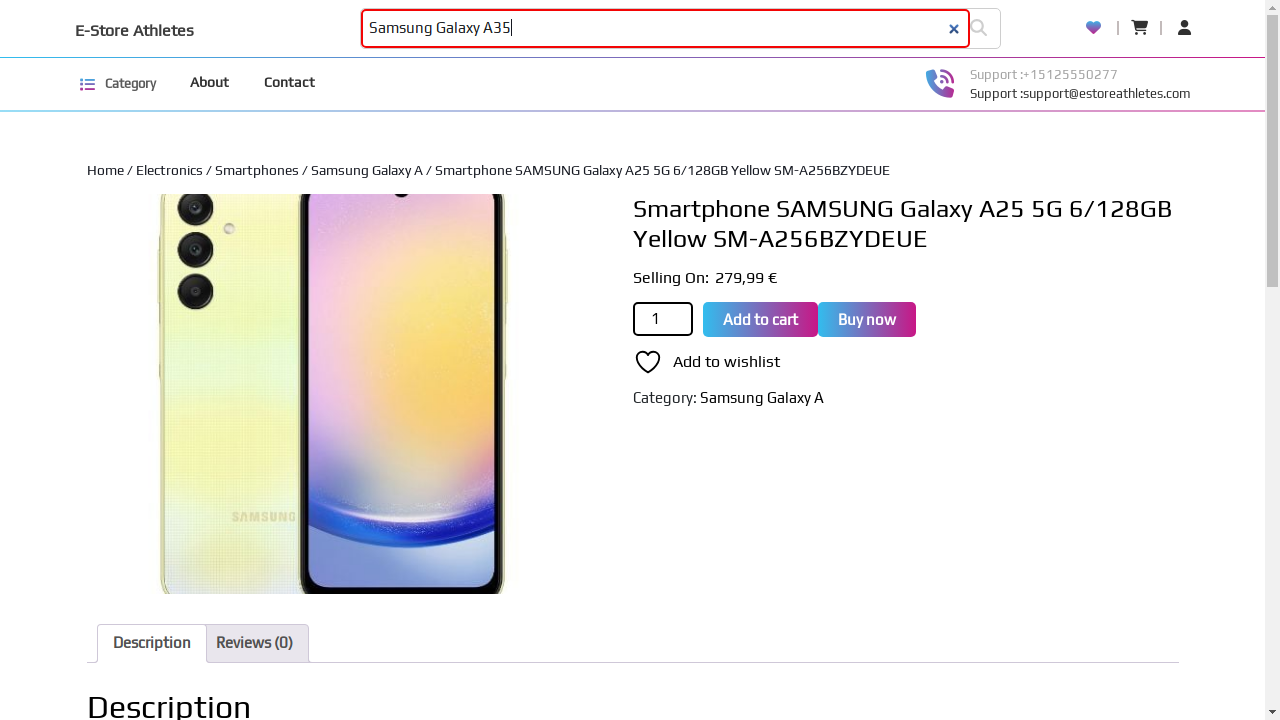 E-Store Athletes
Samsung Galaxy A35
Category
About
Contact
Support :+15125550277
Support :support@estoreathletes.com
Home / Electronics / Smartphones / Samsung Galaxy A / Smartphone SAMSUNG Galaxy A25 5G 6/128GB Yellow SM-A256BZYDEUE
SAMSUNG
Smartphone SAMSUNG Galaxy A25 5G 6/128GB
Yellow SM-A256BZYDEUE
Selling On: 279,99 €
1
Add to cart
Buy now
Add to wishlist
Category: Samsung Galaxy A
Description
Reviews (0)
Description